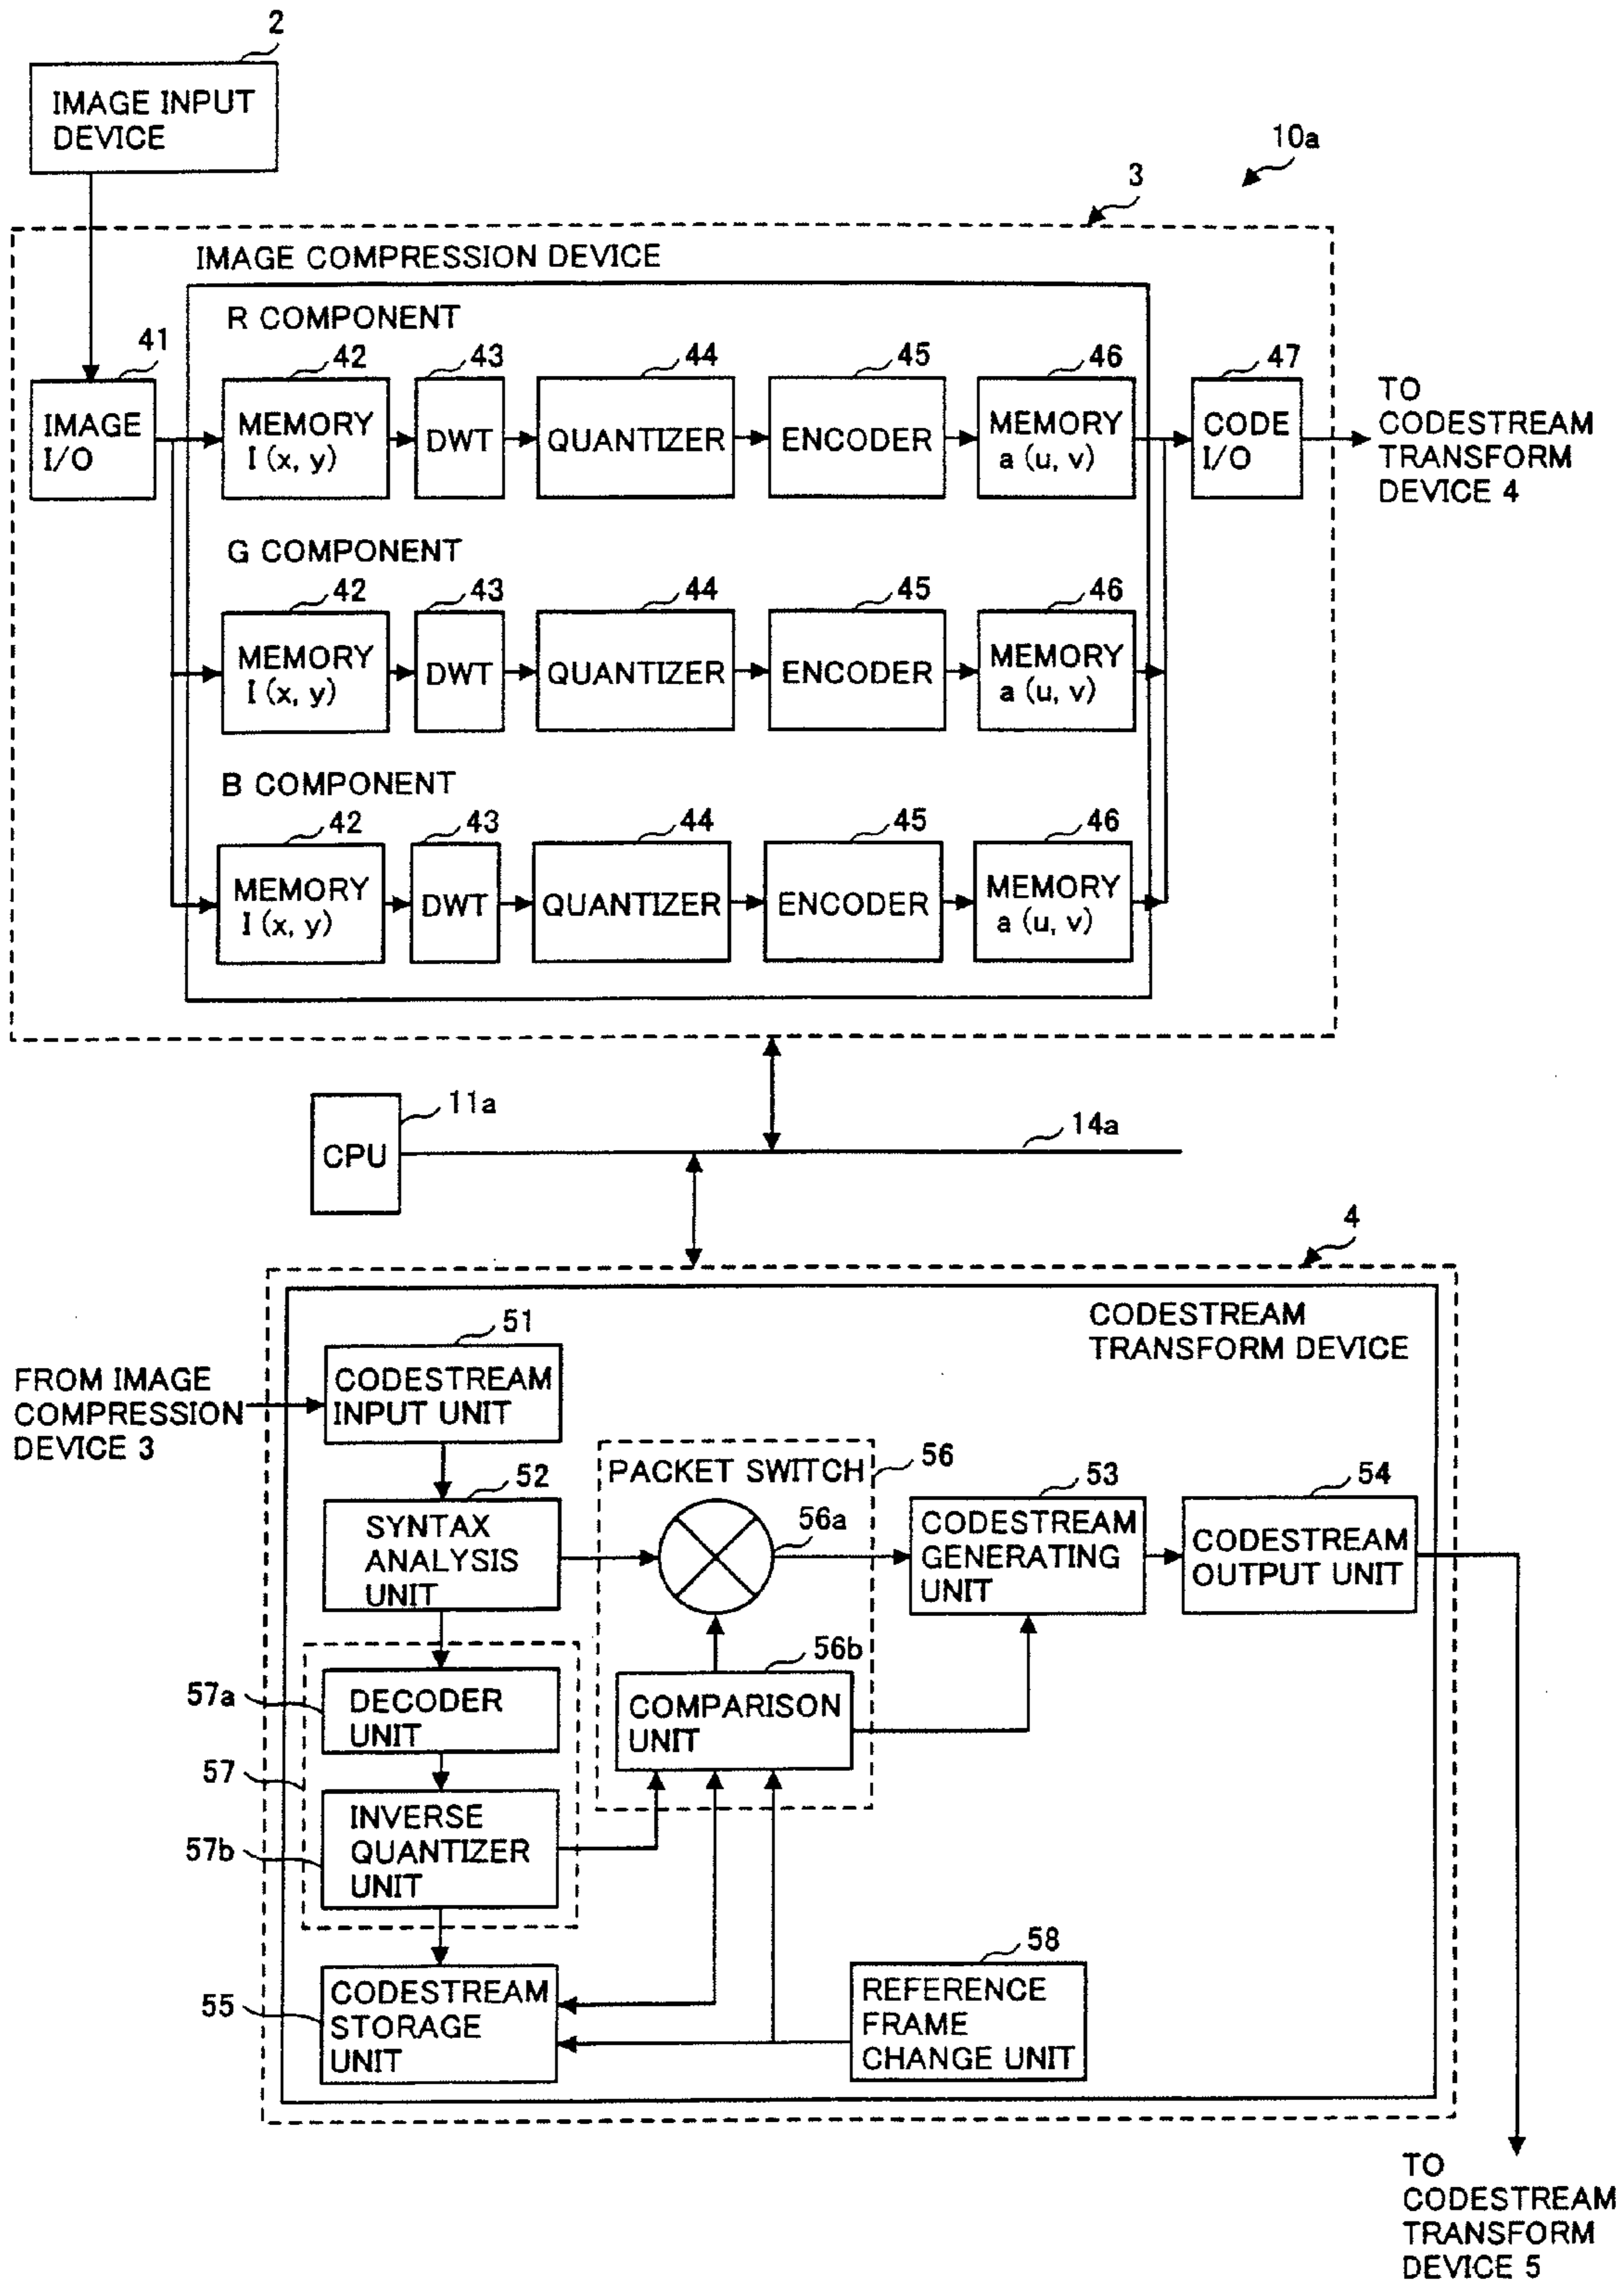 2
IMAGE INPUT
DEVICE
10a
3
IMAGE COMPRESSION DEVICE
41
IMAGE
I/O
R COMPONENT
42
43
44
45
46
47
MEMORY
I (x, y)
DWT
QUANTIZER
ENCODER
MEMORY
a (u, v)
CODE
I/O
TO
CODESTREAM
TRANSFORM
DEVICE 4
G COMPONENT
42
43
44
45
46
MEMORY
I (x, y)
DWT
QUANTIZER
ENCODER
MEMORY
a (u, v)
B COMPONENT
42
43
44
45
46
MEMORY
I (x, y)
DWT
QUANTIZER
ENCODER
MEMORY
a (u, v)
11a
CPU
14a
4
CODESTREAM
TRANSFORM DEVICE
FROM IMAGE
COMPRESSION
DEVICE 3
51
CODESTREAM
INPUT UNIT
52
SYNTAX
ANALYSIS
UNIT
PACKET SWITCH
56
56a
53
CODESTREAM
GENERATING
UNIT
54
CODESTREAM
OUTPUT UNIT
56b
COMPARISON
UNIT
57a
DECODER
UNIT
57
57b
INVERSE
QUANTIZER
UNIT
55
CODESTREAM
STORAGE
UNIT
58
REFERENCE
FRAME
CHANGE UNIT
TO
CODESTREAM
TRANSFORM
DEVICE 5